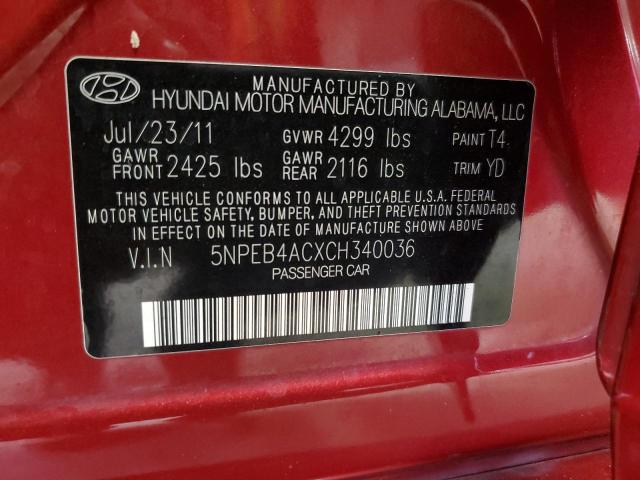 MANUFACTURED BY
HYUNDAI MOTOR MANUFACTURING ALABAMA, LLC
Jul/23/11 GVWR 4299 lbs PAINT T4
GAWR FRONT 2425 lbs GAWR REAR 2116 lbs TRIM YD
THIS VEHICLE CONFORMS TO ALL APPLICABLE U.S.A. FEDERAL
MOTOR VEHICLE SAFETY, BUMPER, AND THEFT PREVENTION STANDARDS
IN EFFECT ON THE DATE OF MANUFACTURE SHOWN ABOVE
V.I.N 5NPEB4ACXCH340036
PASSENGER CAR